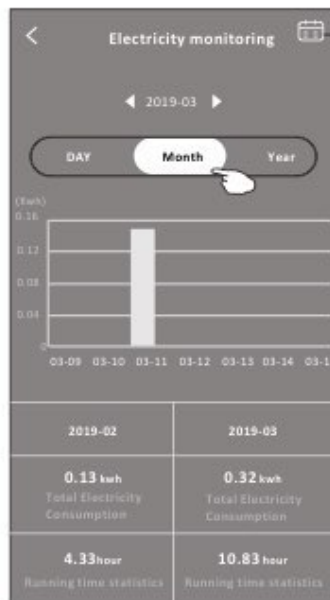 Electricity monitoring
2019-03
DAY Month Year
(Kwh)
0.16
0.12
0.08
0.04
0
03-09 03-10 03-11 03-12 03-13 03-14 03-1
2019-02 2019-03
0.13 kwh 0.32 kwh
Total Electricity Total Electricity
Consumption Consumption
4.33hour 10.83 hour
Running time statistics Running time statistics